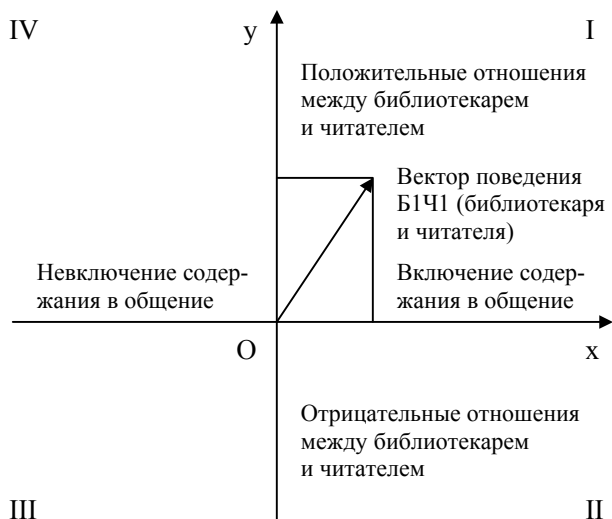 IV
y
I
Положительные отношения
между библиотекарем
и читателем
Вектор поведения
Б1Ч1 (библиотекаря
и читателя)
Невключение содер-
жания в общение
Включение содер-
жания в общение
O
x
Отрицательные отношения
между библиотекарем
и читателем
III
II